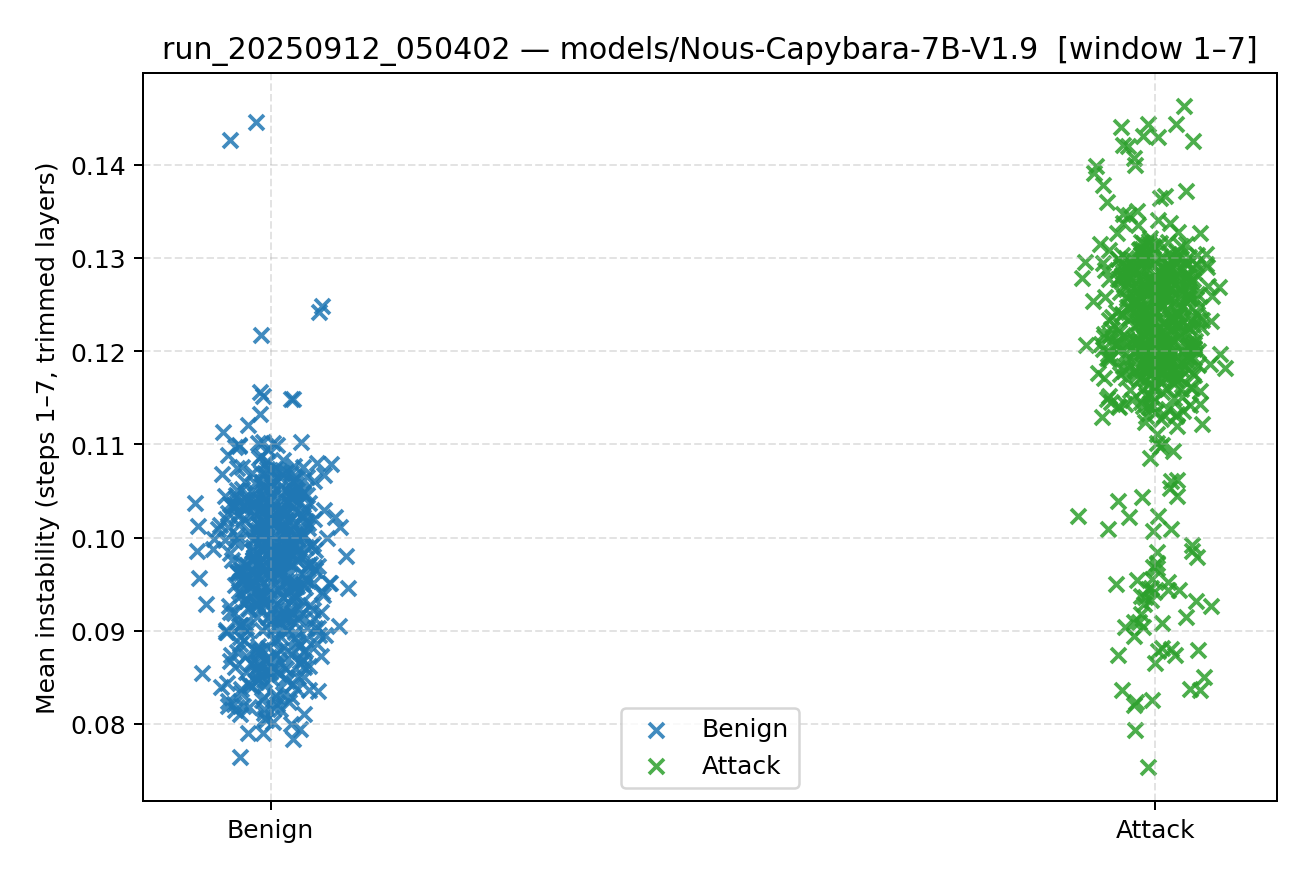 run_20250912_050402 — models/Nous-Capybara-7B-V1.9  [window 1–7]
Mean instability (steps 1–7, trimmed layers)
0.14
0.13
0.12
0.11
0.10
0.09
0.08
Benign
Attack
Benign
Attack